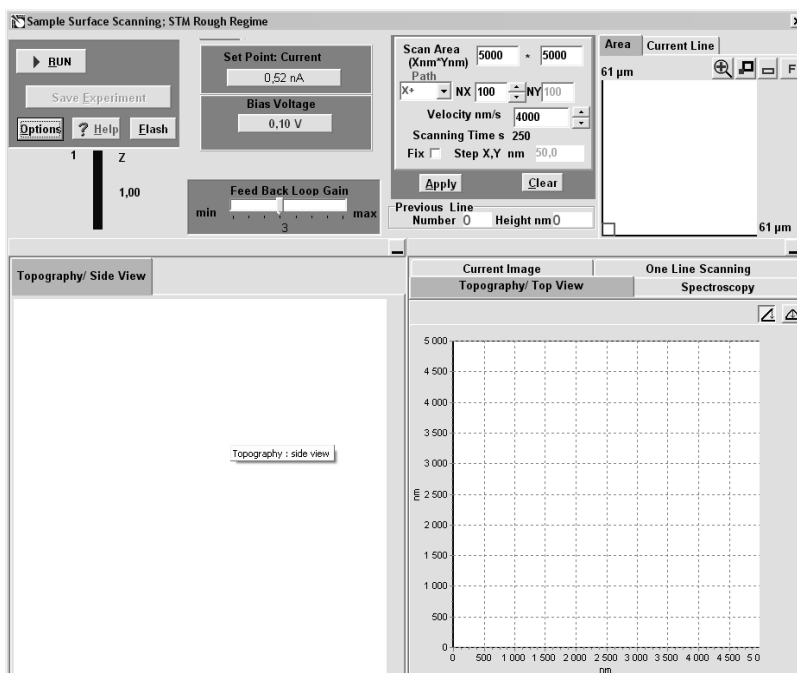 Sample Surface Scanning; STM Rough Regime
RUN
Save Experiment
Options
? Help
Flash
1 Z
1,00
Set Point: Current
0,52 nA
Bias Voltage
0,10 V
Feed Back Loop Gain
min max
3
Scan Area
(Xnm*Ynm) 5000 * 5000
Path
X+ NX 100 NY 100
Velocity nm/s 4000
Scanning Time s 250
Fix Step X,Y nm 50,0
Apply Clear
Previous Line
Number 0 Height nm 0
Area Current Line
61 µm F
61 µm
Topography/ Side View
Topography : side view
Current Image One Line Scanning
Topography/ Top View Spectroscopy
5 000
4 500
4 000
3 500
3 000
nm
2 500
2 000
1 500
1 000
500
0
0 500 1 000 1 500 2 000 2 500 3 000 3 500 4 000 4 500 5 0
nm